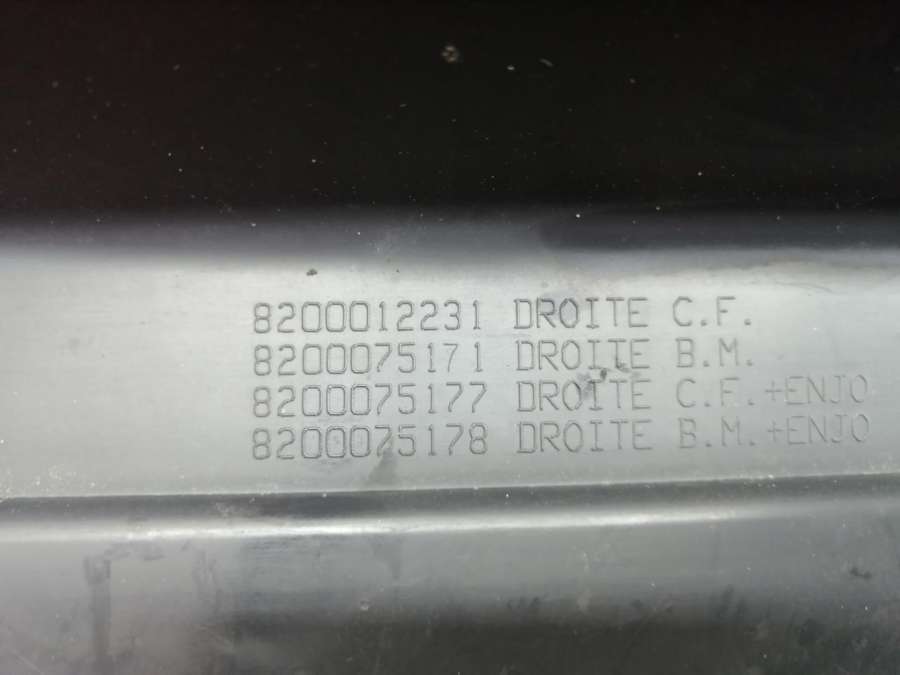 8200012231 DROITE C.F.
8200075171 DROITE B.M.
8200075177 DROITE C.F.+ENJO
8200075178 DROITE B.M.+ENJO